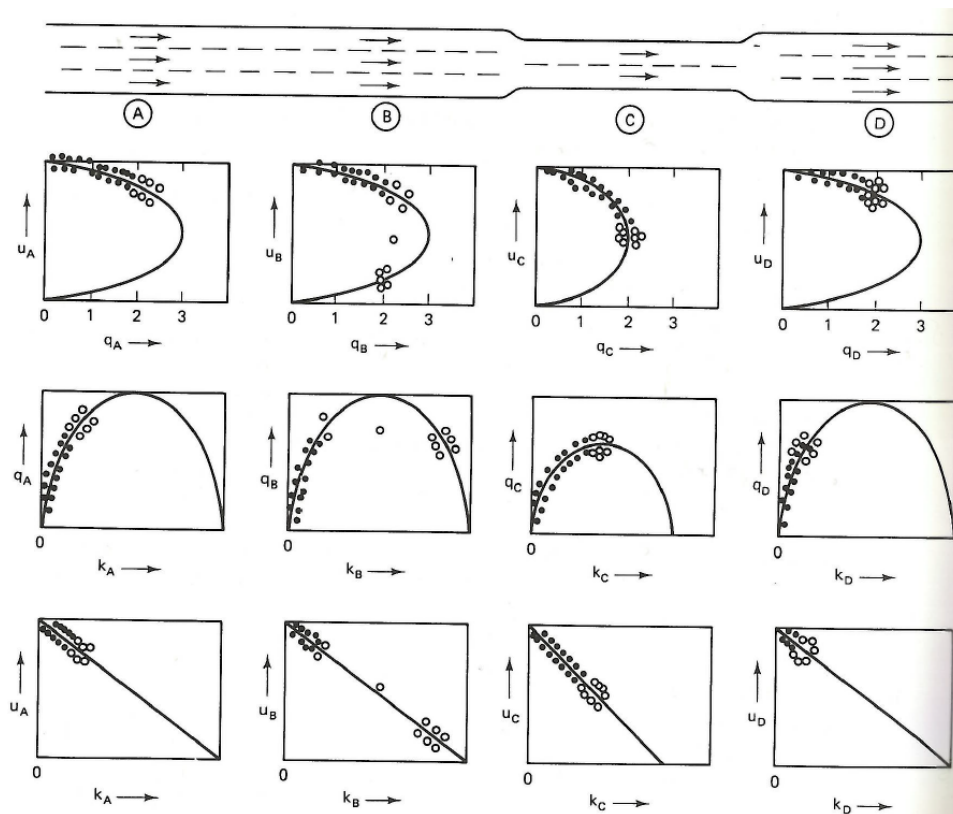 A B C D
u_A u_B u_C u_D
0 1 2 3 0 1 2 3 0 1 2 3 0 1 2 3
q_A q_B q_C q_D
q_A q_B q_C q_D
0 0 0 0
k_A k_B k_C k_D
u_A u_B u_C u_D
0 0 0 0
k_A k_B k_C k_D